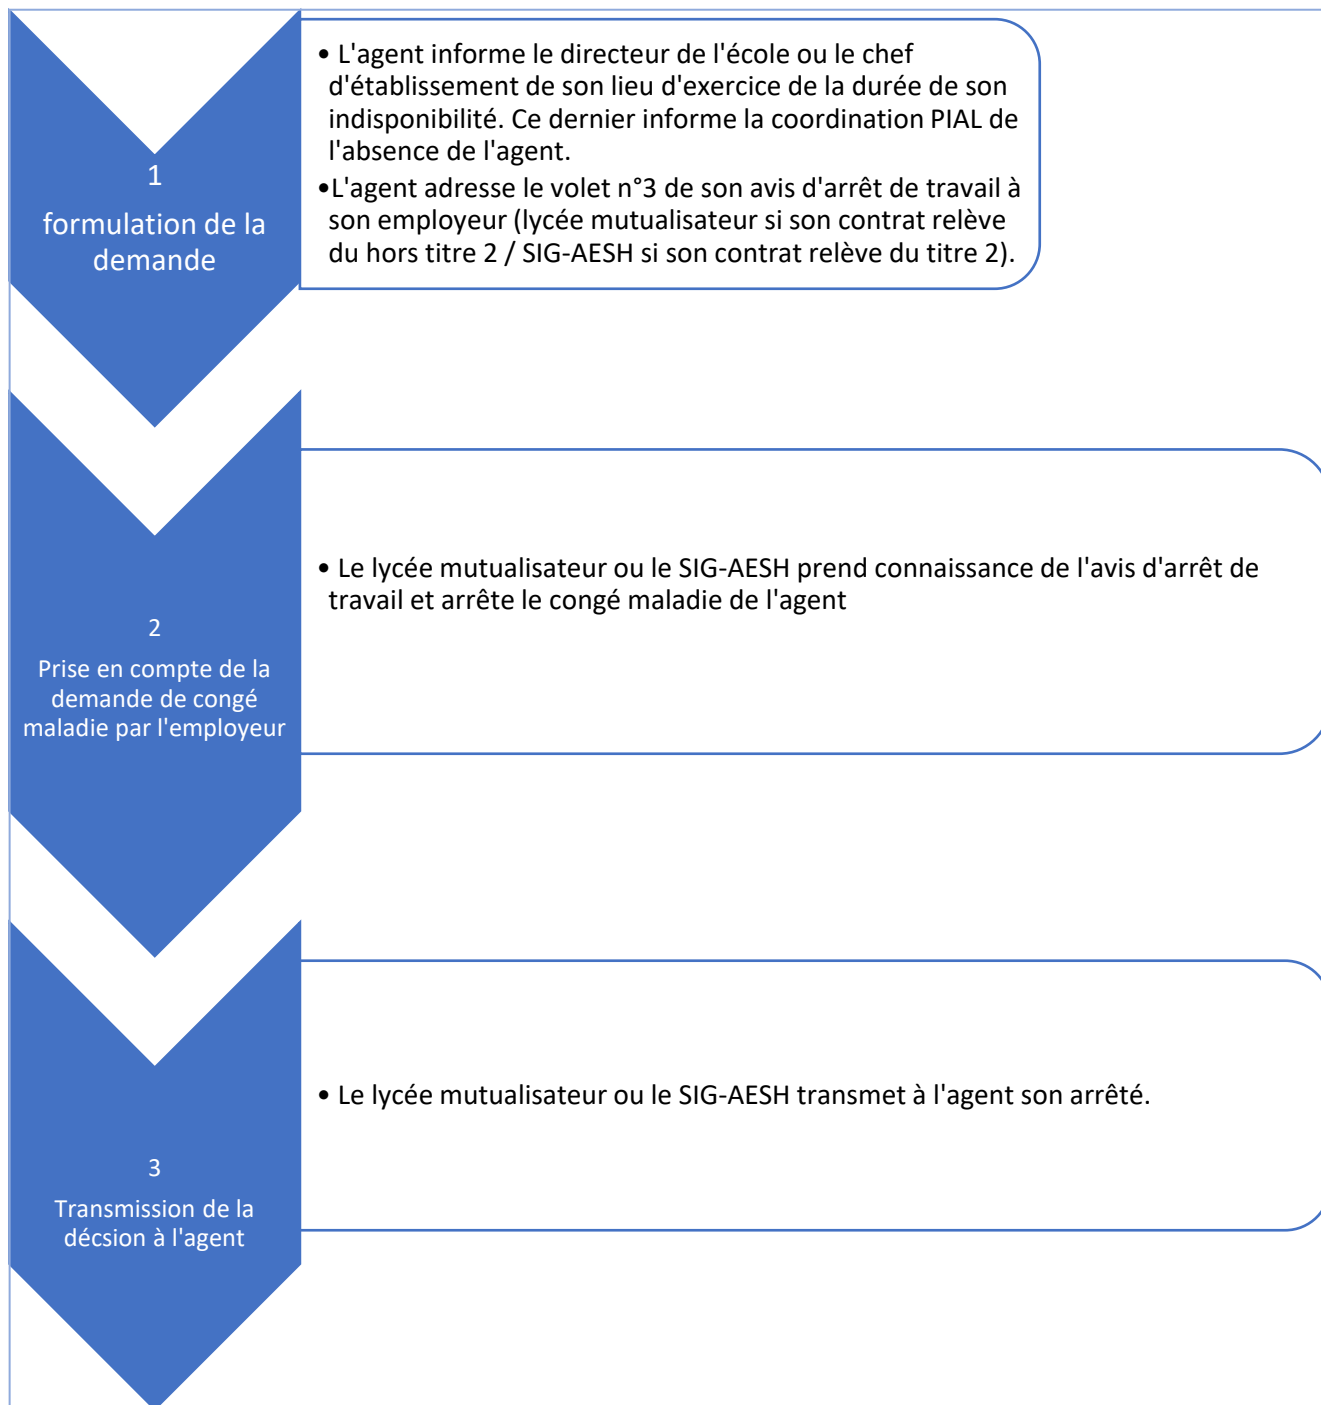 1
formulation de la
demande
• L'agent informe le directeur de l'école ou le chef
d'établissement de son lieu d'exercice de la durée de son
indisponibilité. Ce dernier informe la coordination PIAL de
l'absence de l'agent.
•L'agent adresse le volet n°3 de son avis d'arrêt de travail à
son employeur (lycée mutualisateur si son contrat relève
du hors titre 2 / SIG-AESH si son contrat relève du titre 2).
2
Prise en compte de la
demande de congé
maladie par l'employeur
• Le lycée mutualisateur ou le SIG-AESH prend connaissance de l'avis d'arrêt de
travail et arrête le congé maladie de l'agent
3
Transmission de la
décsion à l'agent
• Le lycée mutualisateur ou le SIG-AESH transmet à l'agent son arrêté.